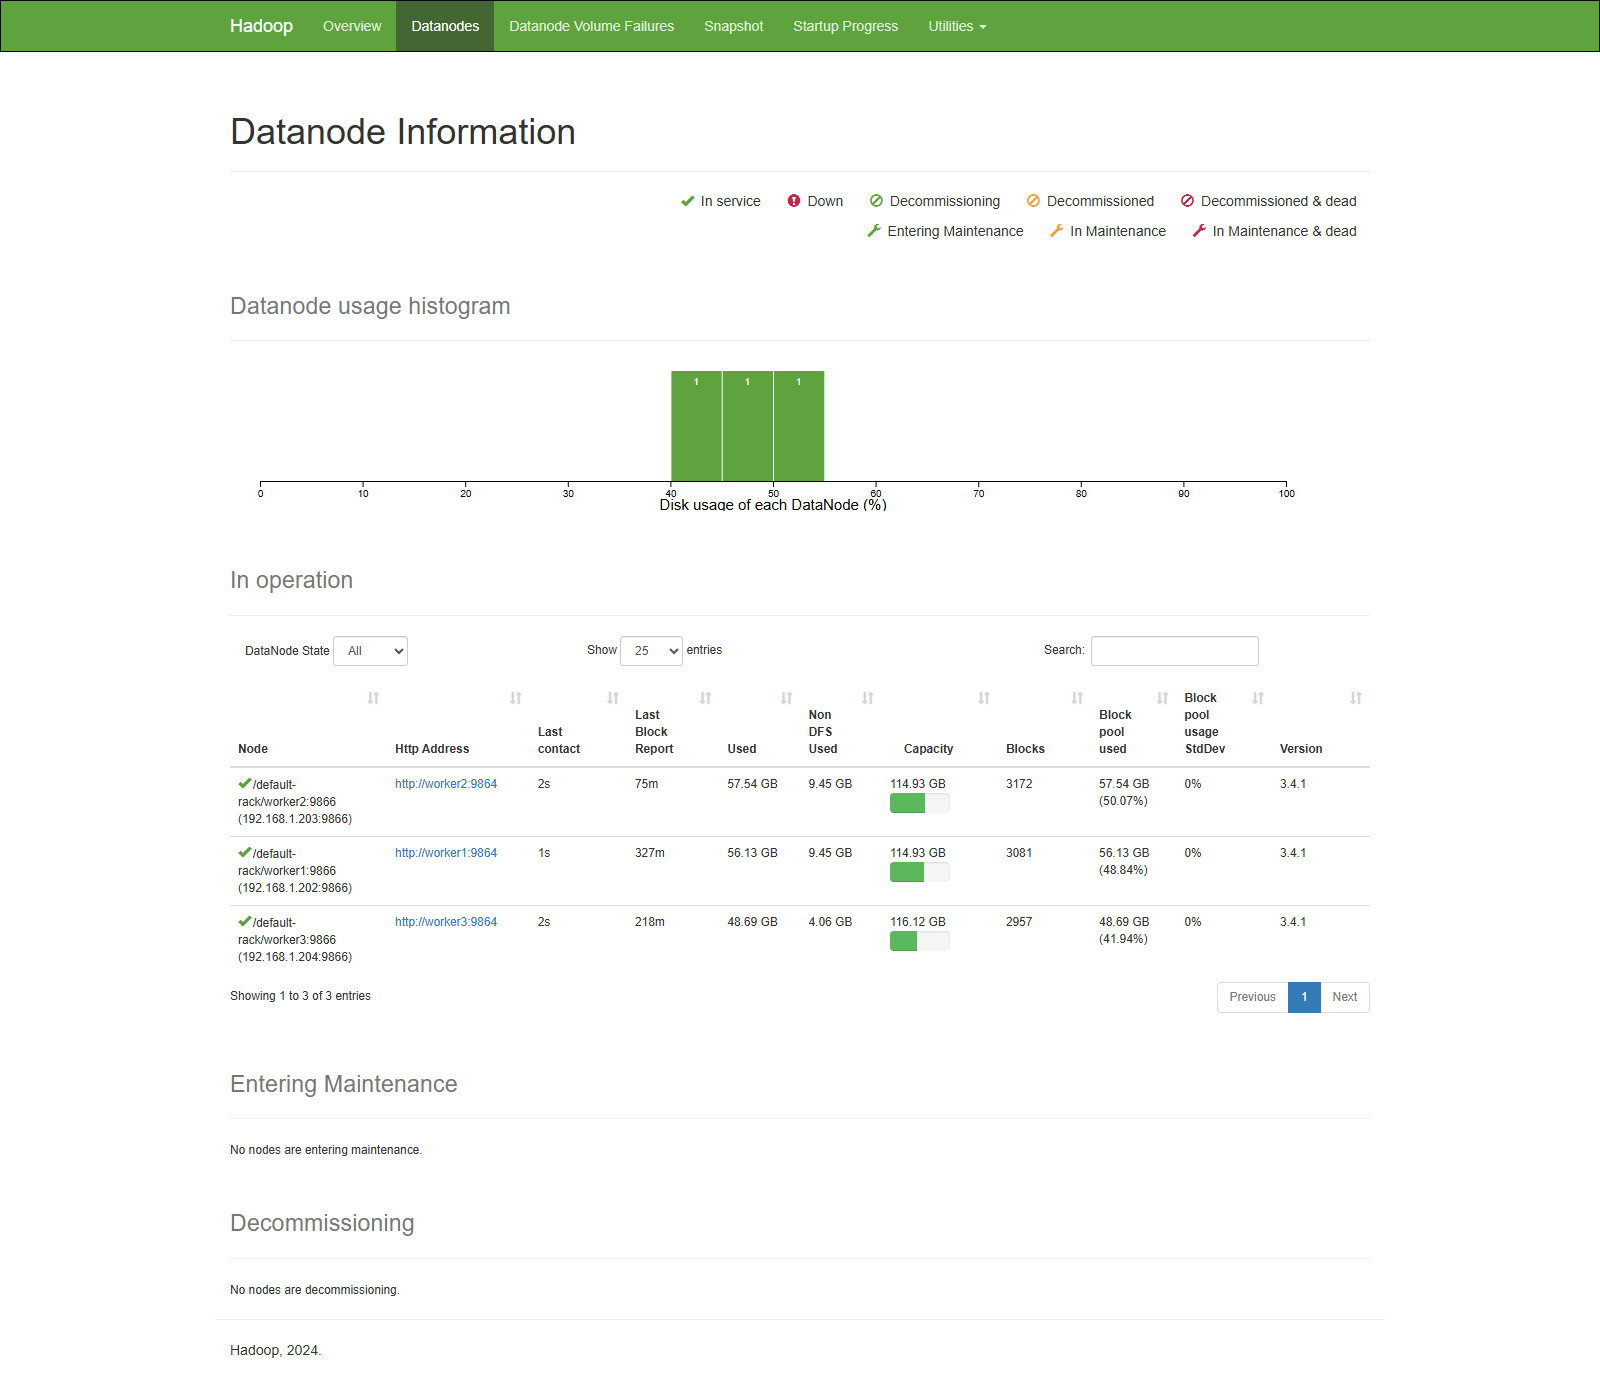 Hadoop Overview Datanodes Datanode Volume Failures Snapshot Startup Progress Utilities
Datanode Information
In service Down Decommissioning Decommissioned Decommissioned & dead
Entering Maintenance In Maintenance In Maintenance & dead
Datanode usage histogram
1 1 1
0 10 20 30 40 50 60 70 80 90 100
Disk usage of each DataNode (%)
In operation
DataNode State All Show 25 entries Search:
Node Http Address Last contact Last Block Report Used Non DFS Used Capacity Blocks Block pool used Block pool usage StdDev Version
/default-rack/worker2:9866 (192.168.1.203:9866) http://worker2:9864 2s 75m 57.54 GB 9.45 GB 114.93 GB 3172 57.54 GB (50.07%) 0% 3.4.1
/default-rack/worker1:9866 (192.168.1.202:9866) http://worker1:9864 1s 327m 56.13 GB 9.45 GB 114.93 GB 3081 56.13 GB (48.84%) 0% 3.4.1
/default-rack/worker3:9866 (192.168.1.204:9866) http://worker3:9864 2s 218m 48.69 GB 4.06 GB 116.12 GB 2957 48.69 GB (41.94%) 0% 3.4.1
Showing 1 to 3 of 3 entries Previous 1 Next
Entering Maintenance
No nodes are entering maintenance.
Decommissioning
No nodes are decommissioning.
Hadoop, 2024.